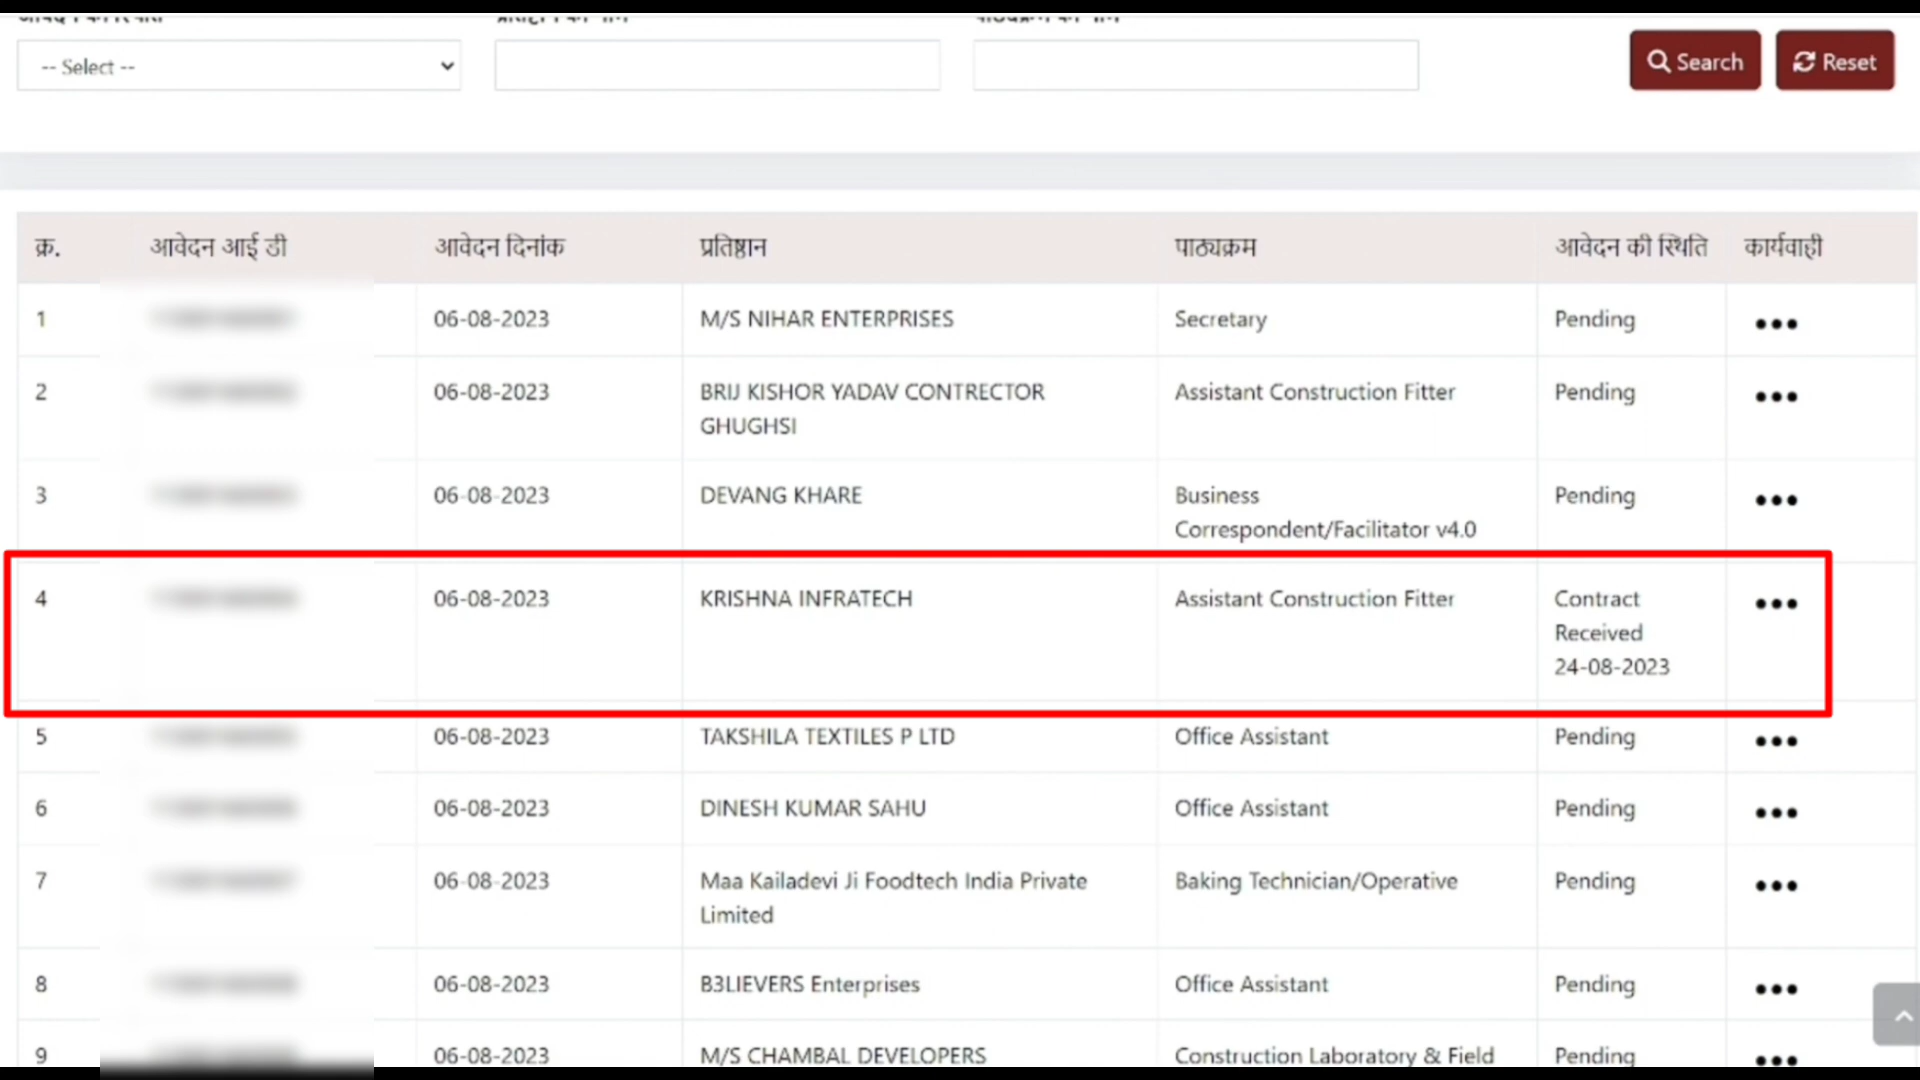 -- Select --
Search
Reset
क्र. आवेदन आई डी आवेदन दिनांक प्रतिष्ठान पाठ्यक्रम आवेदन की स्थिति कार्यवाही
1 06-08-2023 M/S NIHAR ENTERPRISES Secretary Pending
2 06-08-2023 BRIJ KISHOR YADAV CONTRECTOR Assistant Construction Fitter Pending
GHUGHSI
3 06-08-2023 DEVANG KHARE Business Pending
Correspondent/Facilitator v4.0
4 06-08-2023 KRISHNA INFRATECH Assistant Construction Fitter Contract
Received
24-08-2023
5 06-08-2023 TAKSHILA TEXTILES P LTD Office Assistant Pending
6 06-08-2023 DINESH KUMAR SAHU Office Assistant Pending
7 06-08-2023 Maa Kailadevi Ji Foodtech India Private Baking Technician/Operative Pending
Limited
8 06-08-2023 B3LIEVERS Enterprises Office Assistant Pending
9 06-08-2023 M/S CHAMBAL DEVELOPERS Construction Laboratory & Field Pending